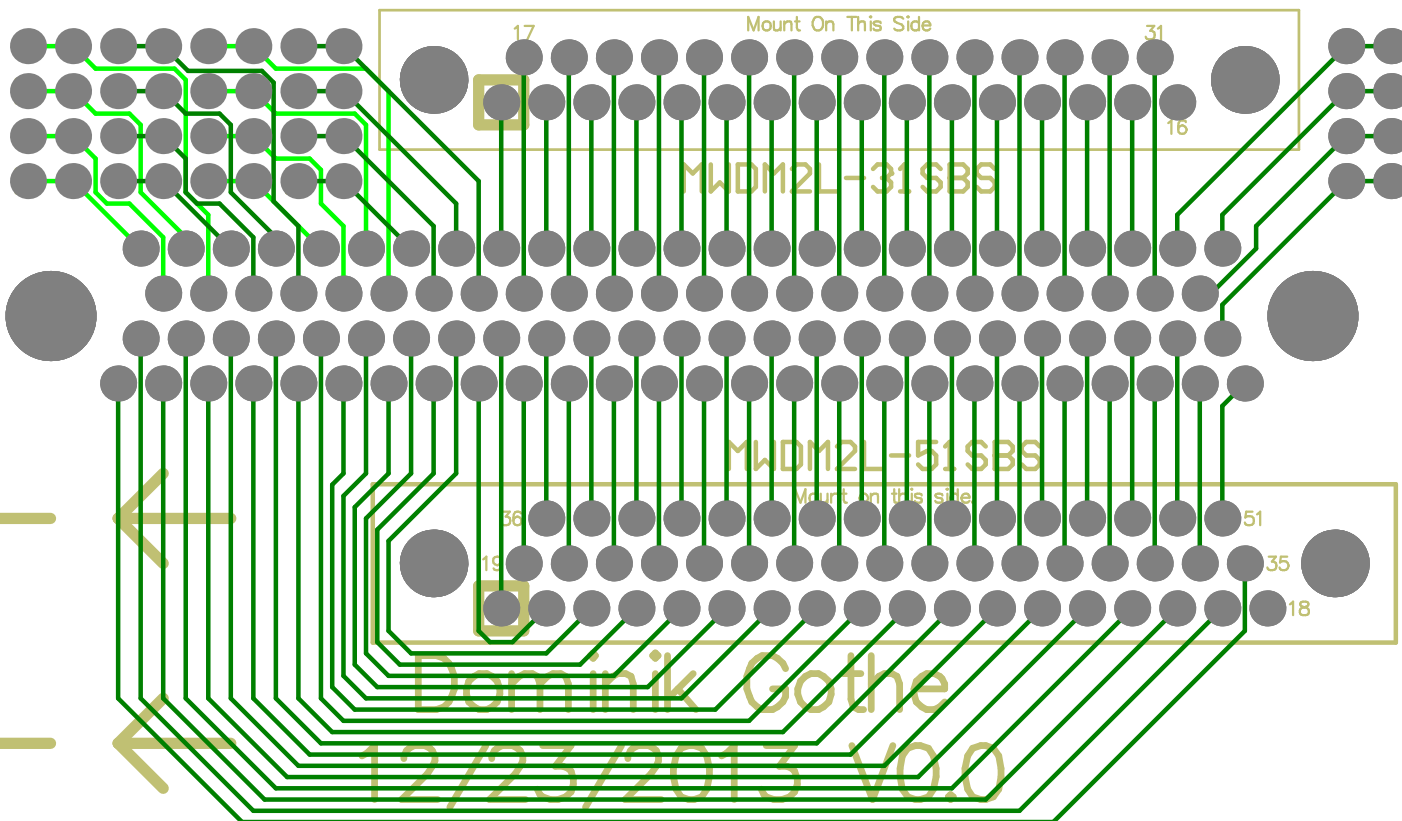 Mount On This Side
17 31
16
MWDM2L-31SBS
MWDM2L-51SBS
Mount on this side
36 51
19 35
18
Dominik Gothe
12/23/2013 V0.0